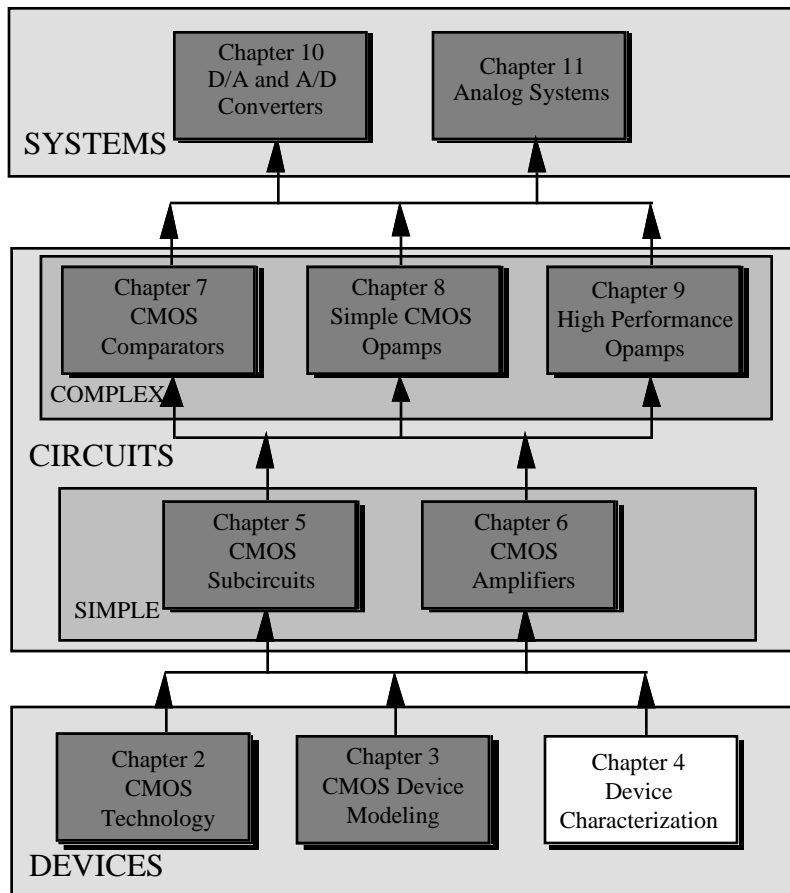 Chapter 10
D/A and A/D
Converters
Chapter 11
Analog Systems
SYSTEMS
Chapter 7
CMOS
Comparators
Chapter 8
Simple CMOS
Opamps
Chapter 9
High Performance
Opamps
COMPLEX
CIRCUITS
Chapter 5
CMOS
Subcircuits
Chapter 6
CMOS
Amplifiers
SIMPLE
Chapter 2
CMOS
Technology
Chapter 3
CMOS Device
Modeling
Chapter 4
Device
Characterization
DEVICES